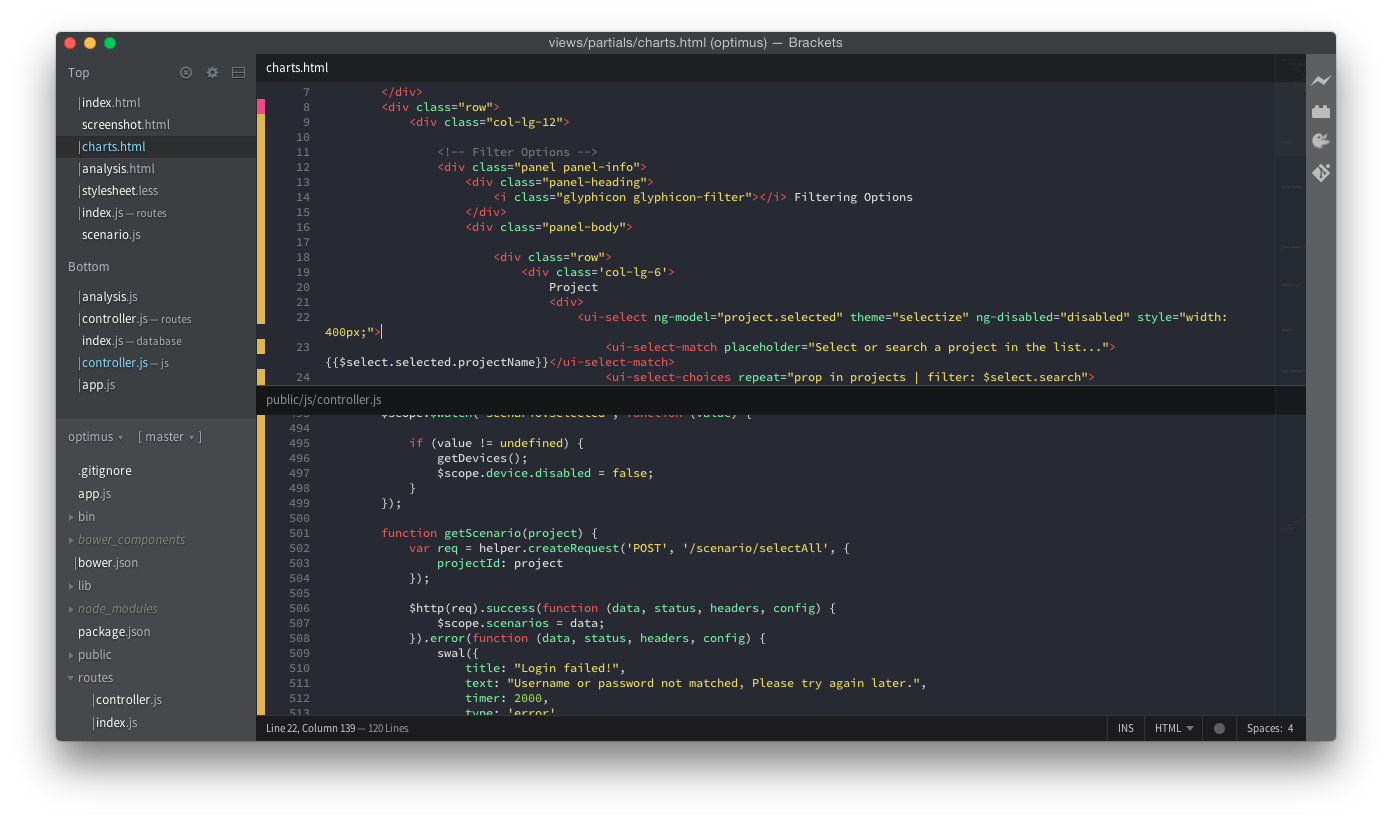 views/partials/charts.html (optimus) — Brackets
Top
index.html
screenshot.html
charts.html
analysis.html
stylesheet.less
index.js — routes
scenario.js
Bottom
analysis.js
controller.js — routes
index.js — database
controller.js — js
app.js
optimus [ master ]
.gitignore
app.js
bin
bower_components
bower.json
lib
node_modules
package.json
public
routes
controller.js
index.js
charts.html
7 </div>
8 <div class="row">
9 <div class="col-lg-12">
10
11 <!-- Filter Options -->
12 <div class="panel panel-info">
13 <div class="panel-heading">
14 <i class="glyphicon glyphicon-filter"></i> Filtering Options
15 </div>
16 <div class="panel-body">
17
18 <div class="row">
19 <div class='col-lg-6'>
20 Project
21 <div>
22 <ui-select ng-model="project.selected" theme="selectize" ng-disabled="disabled" style="width:
400px;">
23 <ui-select-match placeholder="Select or search a project in the list...">
{{$select.selected.projectName}}</ui-select-match>
24 <ui-select-choices repeat="prop in projects | filter: $select.search">
public/js/controller.js
493 $scope.$watch('scenario.selected', function (value) {
494
495 if (value != undefined) {
496 getDevices();
497 $scope.device.disabled = false;
498 }
499 });
500
501 function getScenario(project) {
502 var req = helper.createRequest('POST', '/scenario/selectAll', {
503 projectId: project
504 });
505
506 $http(req).success(function (data, status, headers, config) {
507 $scope.scenarios = data;
508 }).error(function (data, status, headers, config) {
509 swal({
510 title: "Login failed!",
511 text: "Username or password not matched, Please try again later.",
512 timer: 2000,
513 type: 'error'
Line 22, Column 139 — 120 Lines
INS
HTML
Spaces: 4